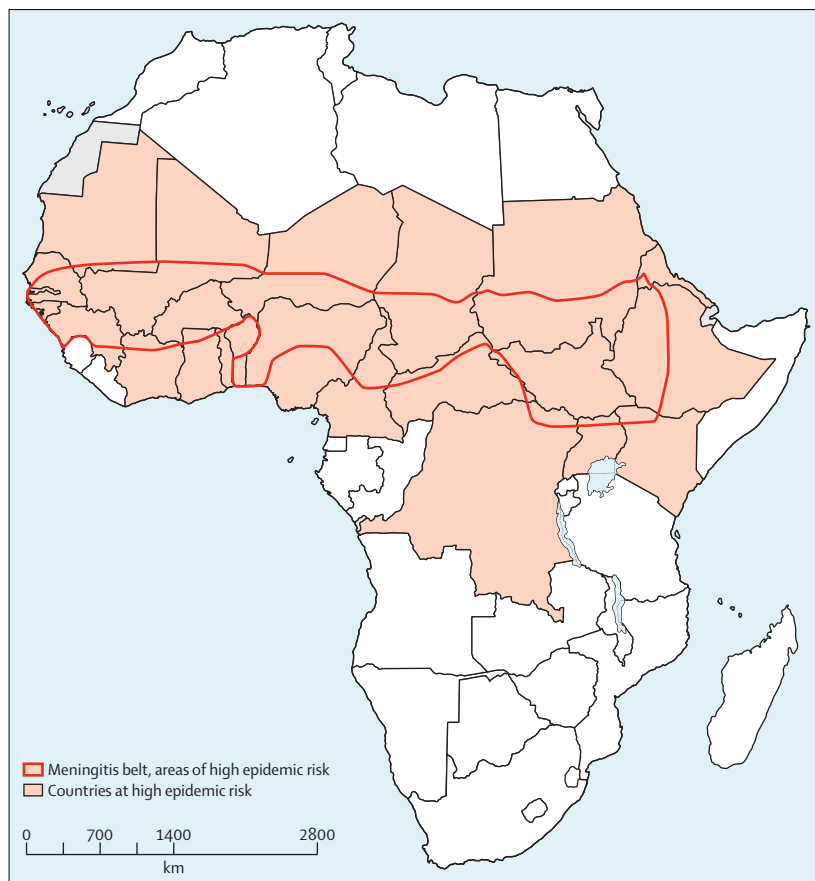 Meningitis belt, areas of high epidemic risk
Countries at high epidemic risk
0 700 1400 2800
km